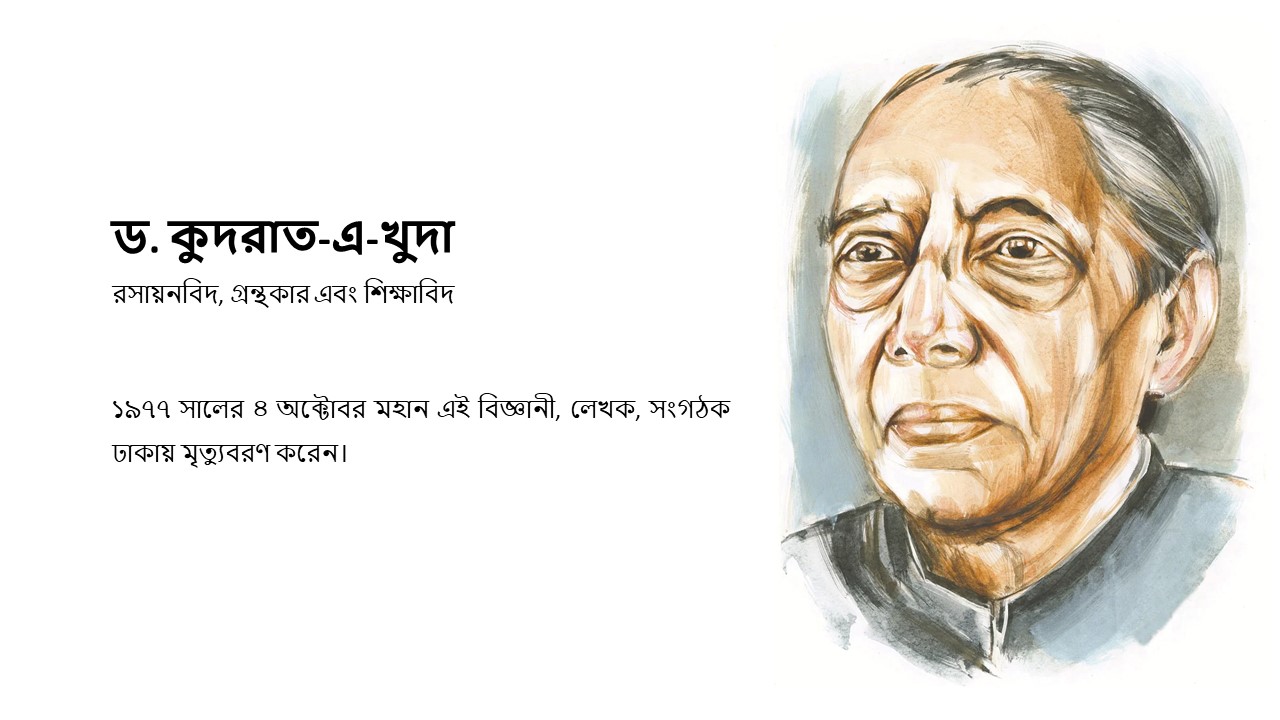 ড. কুদরাত-এ-খুদা
রসায়নবিদ, গ্রন্থকার এবং শিক্ষাবিদ
১৯৭৭ সালের ৪ অক্টোবর মহান এই বিজ্ঞানী, লেখক, সংগঠক
ঢাকায় মৃত্যুবরণ করেন।